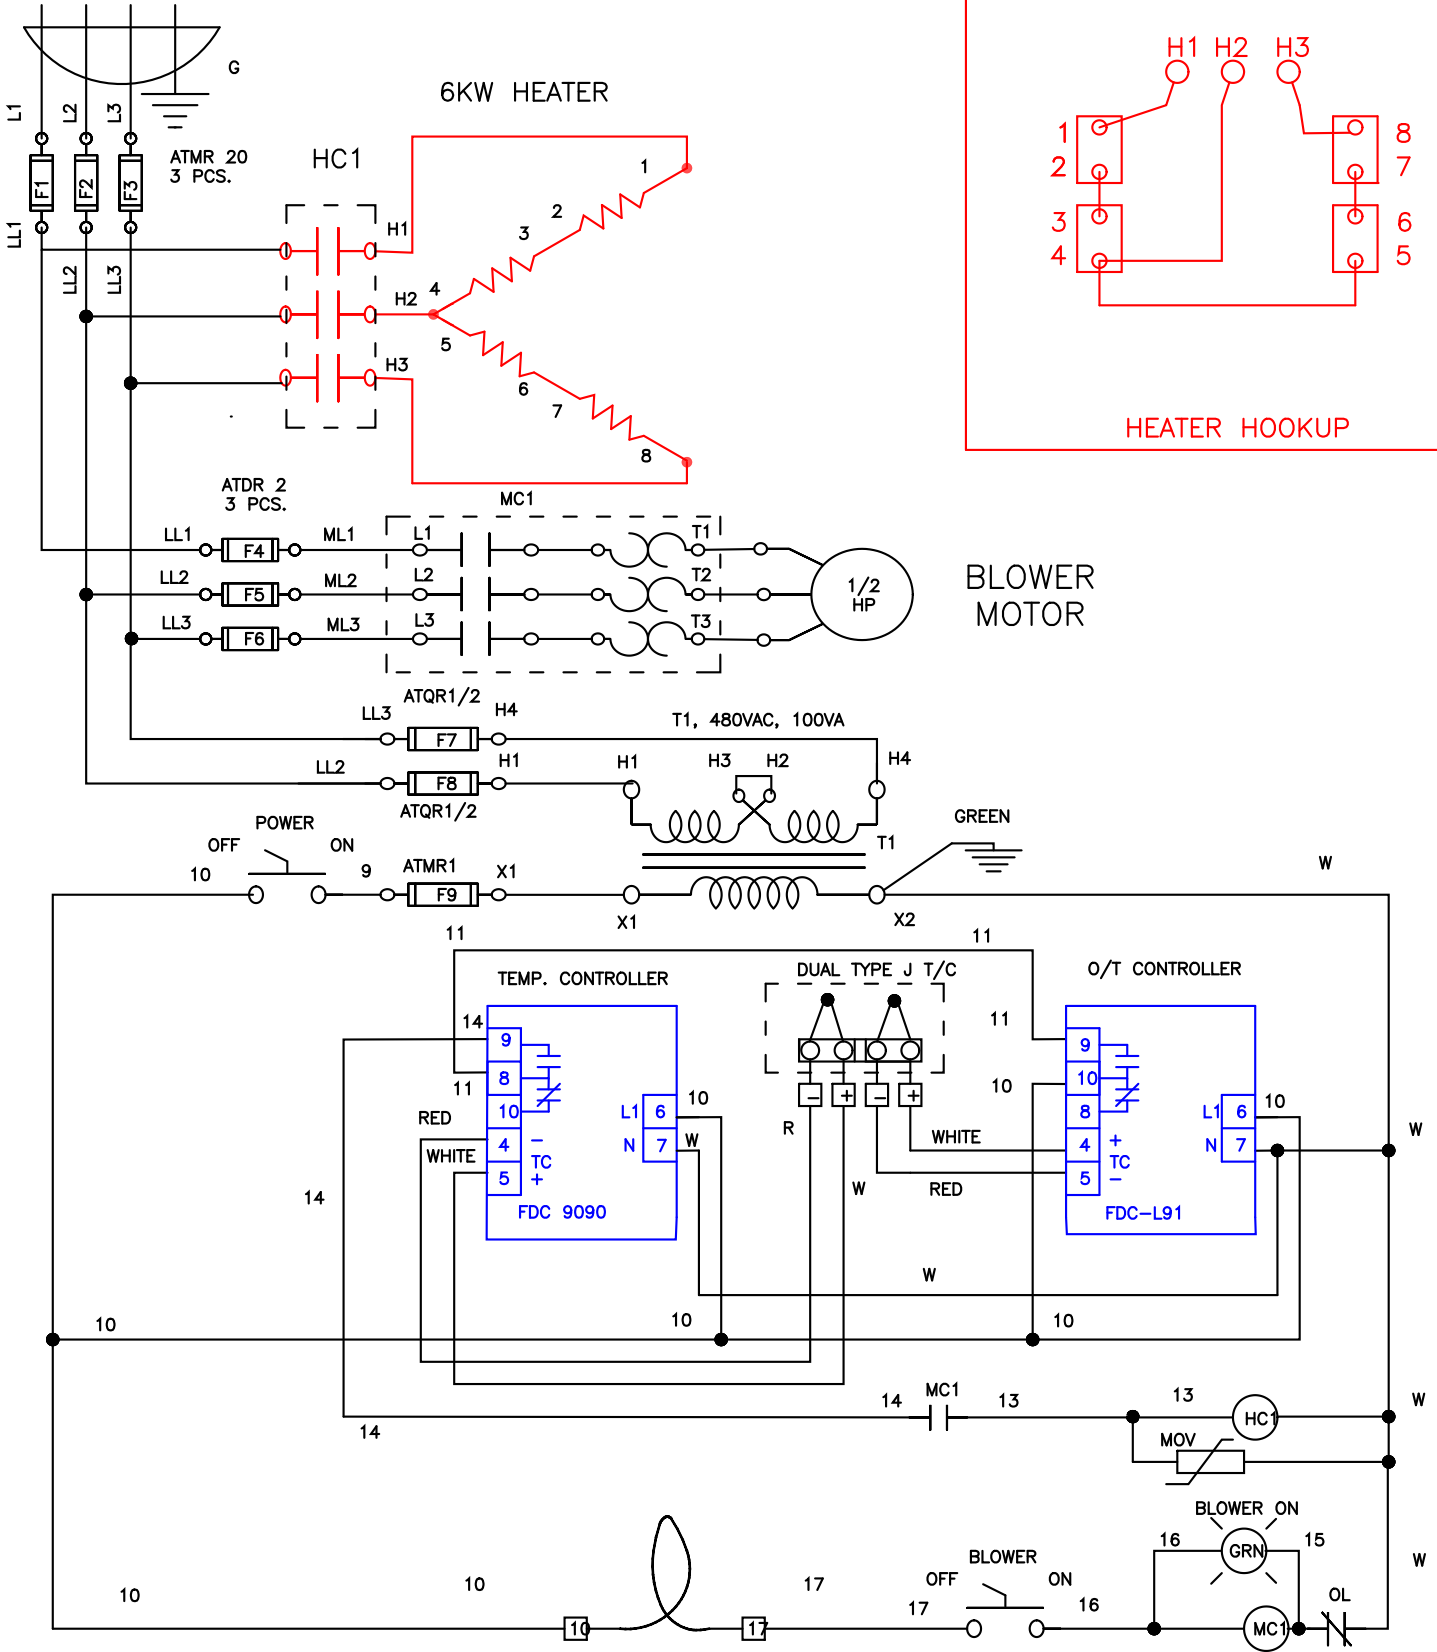 G
L1
L2
L3
ATMR 20
3 PCS.
F1
F2
F3
LL1
LL2
LL3
6KW HEATER
HC1
H1
H2
H3
1
2
3
4
5
6
7
8
H1 H2 H3
1
2
3
4
8
7
6
5
HEATER HOOKUP
ATDR 2
3 PCS.
MC1
LL1
F4
ML1
L1
T1
LL2
F5
ML2
L2
T2
LL3
F6
ML3
L3
T3
1/2
HP
BLOWER
MOTOR
ATQR1/2
LL3
F7
H4
T1, 480VAC, 100VA
LL2
F8
H1
ATQR1/2
H1
H3
H2
H4
T1
POWER
OFF
ON
10
9
ATMR1
F9
X1
X1
X2
GREEN
W
11
11
TEMP. CONTROLLER
DUAL TYPE J T/C
O/T CONTROLLER
14
9
11
8
10
RED
4 −
WHITE
TC
5 +
FDC 9090
L1 6
10
N 7
W
− + − +
R
W
WHITE
RED
11
9
10
10
8
4 +
TC
5 −
FDC−L91
L1 6
10
N 7
W
14
W
10
10
10
14
14
MC1
13
13
HC1
W
MOV
BLOWER ON
16
GRN
15
W
10
10
10
17
17
17
BLOWER
OFF
ON
16
MC1
OL